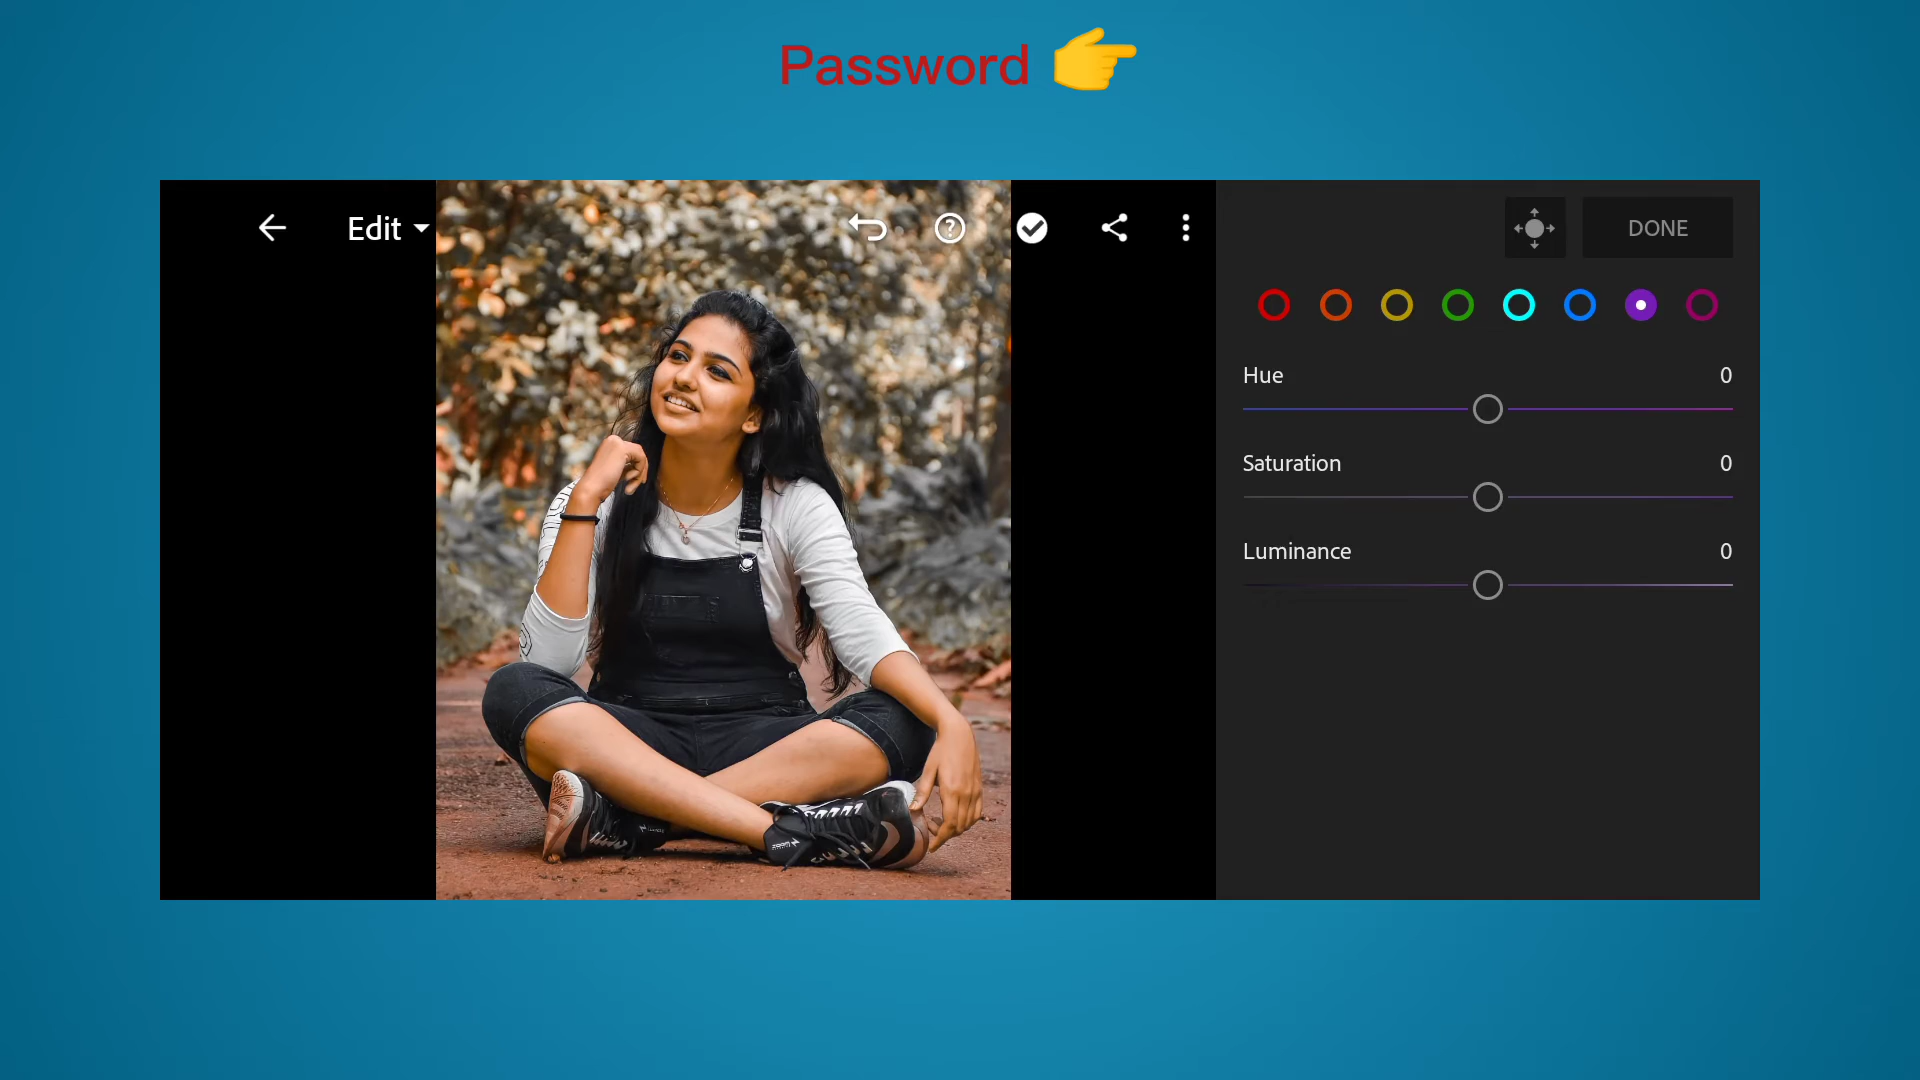 Password 👉
Edit
DONE
Hue 0
Saturation 0
Luminance 0